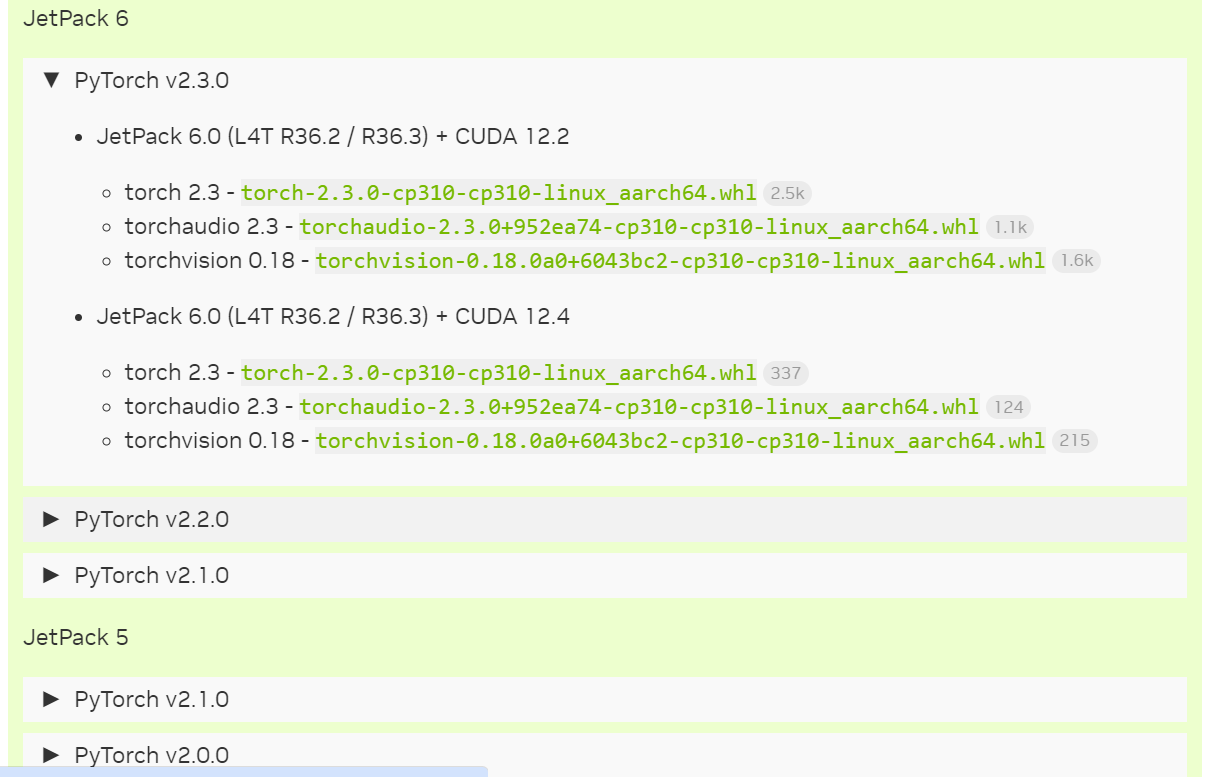 JetPack 6
▼ PyTorch v2.3.0
• JetPack 6.0 (L4T R36.2 / R36.3) + CUDA 12.2
◦ torch 2.3 - torch-2.3.0-cp310-cp310-linux_aarch64.whl 2.5k
◦ torchaudio 2.3 - torchaudio-2.3.0+952ea74-cp310-cp310-linux_aarch64.whl 1.1k
◦ torchvision 0.18 - torchvision-0.18.0a0+6043bc2-cp310-cp310-linux_aarch64.whl 1.6k
• JetPack 6.0 (L4T R36.2 / R36.3) + CUDA 12.4
◦ torch 2.3 - torch-2.3.0-cp310-cp310-linux_aarch64.whl 337
◦ torchaudio 2.3 - torchaudio-2.3.0+952ea74-cp310-cp310-linux_aarch64.whl 124
◦ torchvision 0.18 - torchvision-0.18.0a0+6043bc2-cp310-cp310-linux_aarch64.whl 215
► PyTorch v2.2.0
► PyTorch v2.1.0
JetPack 5
► PyTorch v2.1.0
► PyTorch v2.0.0